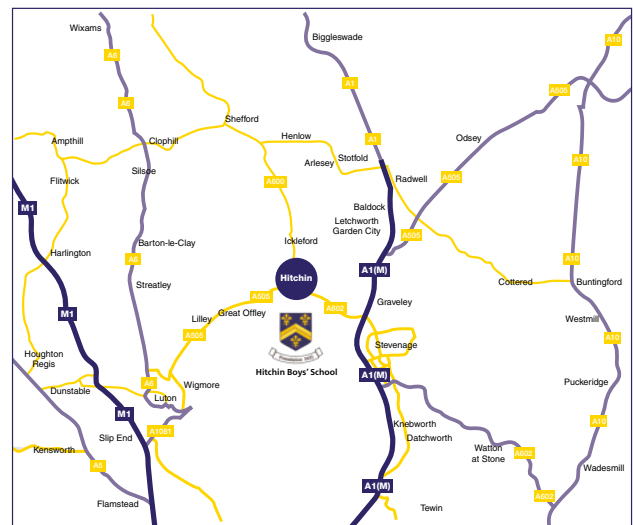 Wixams
A10
Biggleswade
A6
A1
A505
A6
Shefford
Ampthill
Clophill
Henlow
A1
Odsey
Arlesey
Stotfold
A10
Silsoe
Flitwick
A600
Radwell
A505
M1
Baldock
Letchworth
Garden City
A505
Barton-le-Clay
Ickleford
Harlington
A6
A10
A1(M)
Hitchin
Streatley
Cottered
Buntingford
A505
Graveley
A602
M1
Great Offley
Lilley
Westmill
A505
A10
Stevenage
Houghton
Regis
Hitchin Boys' School
A1(M)
A6
Wigmore
Puckeridge
Dunstable
Luton
M1
A10
Knebworth
A1081
Slip End
Datchworth
Kensworth
Watton
at Stone
A602
A5
Wadesmill
A1(M)
A602
Flamstead
Tewin